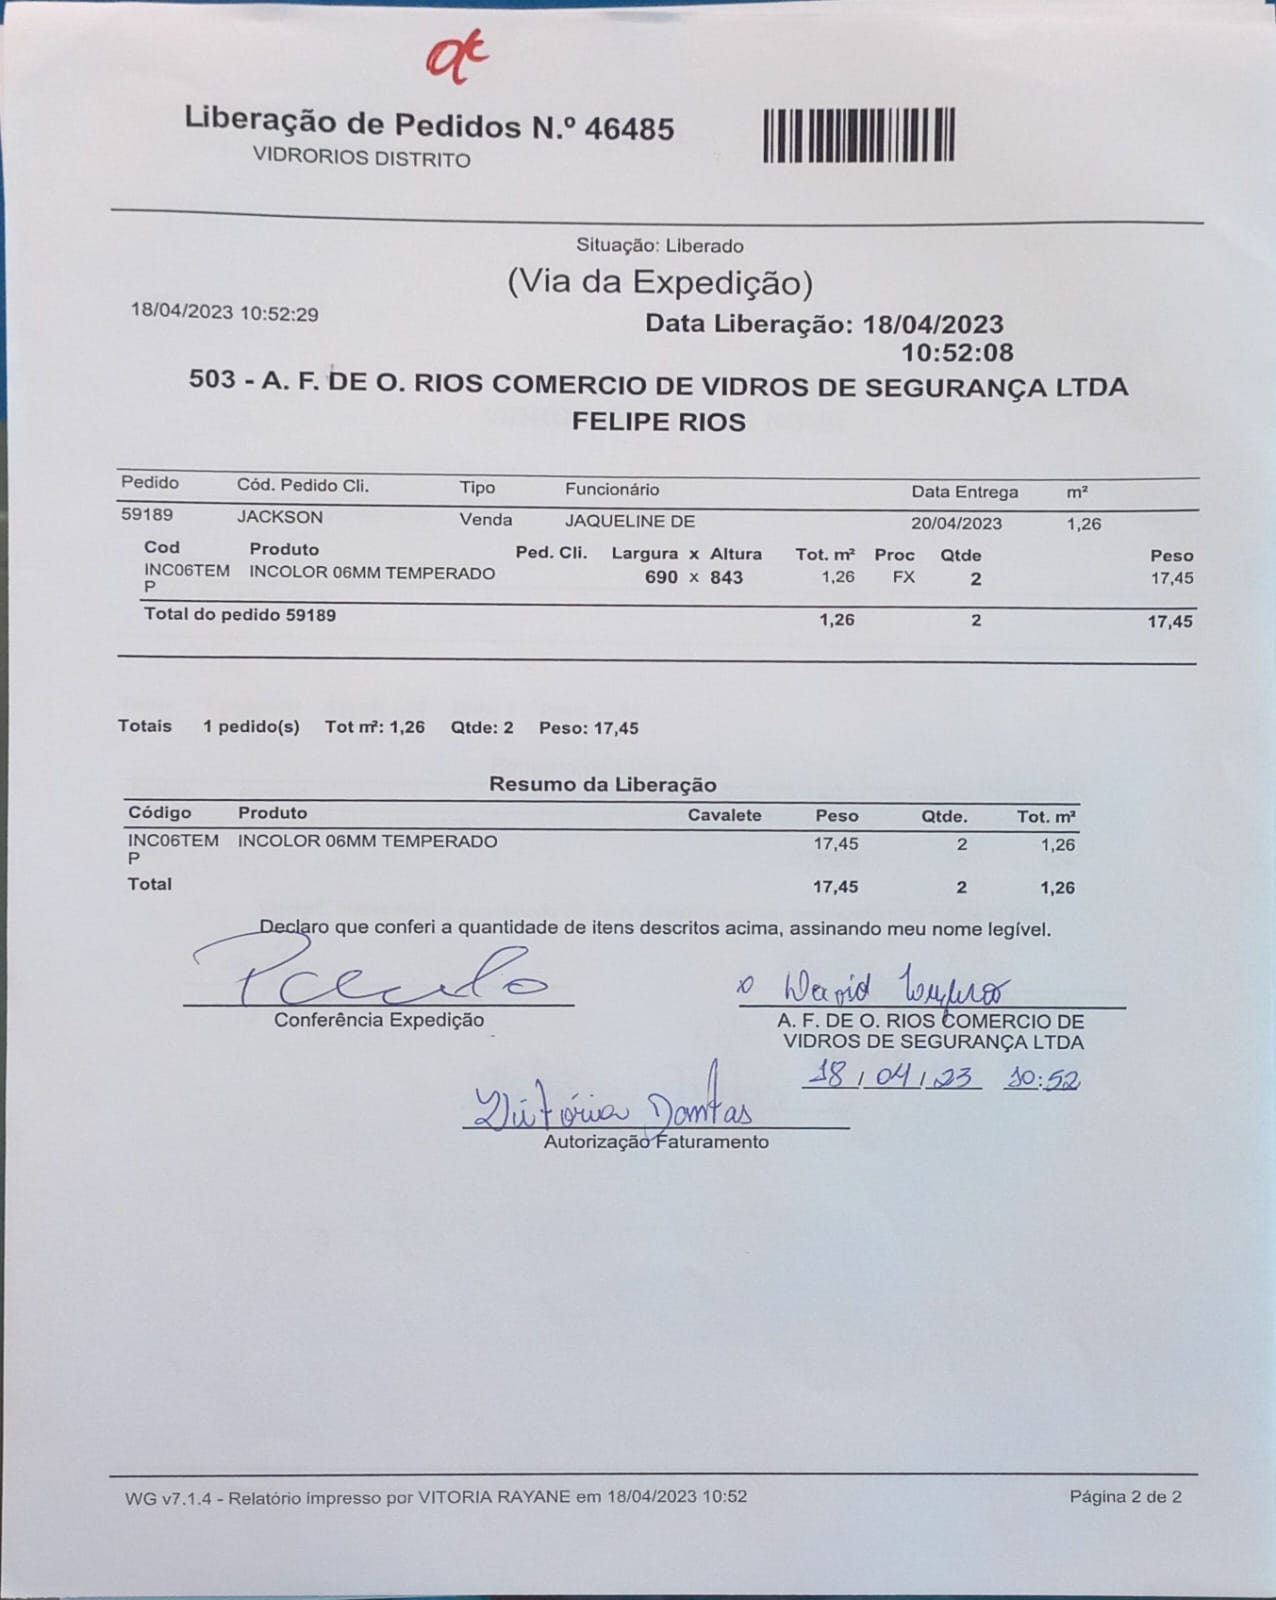 ok
Liberação de Pedidos N.º 46485
VIDRORIOS DISTRITO
Situação: Liberado
(Via da Expedição)
18/04/2023 10:52:29
Data Liberação: 18/04/2023
10:52:08
503 - A. F. DE O. RIOS COMERCIO DE VIDROS DE SEGURANÇA LTDA
FELIPE RIOS
Pedido Cód. Pedido Cli. Tipo Funcionário Data Entrega m²
59189 JACKSON Venda JAQUELINE DE 20/04/2023 1,26
Cod Produto Ped. Cli. Largura x Altura Tot. m² Proc Qtde Peso
INC06TEM INCOLOR 06MM TEMPERADO 690 x 843 1,26 FX 2 17,45
P
Total do pedido 59189 1,26 2 17,45
Totais 1 pedido(s) Tot m²: 1,26 Qtde: 2 Peso: 17,45
Resumo da Liberação
Código Produto Cavalete Peso Qtde. Tot. m²
INC06TEM INCOLOR 06MM TEMPERADO 17,45 2 1,26
P
Total 17,45 2 1,26
Declaro que conferi a quantidade de itens descritos acima, assinando meu nome legível.
x David
Conferência Expedição A. F. DE O. RIOS COMERCIO DE
VIDROS DE SEGURANÇA LTDA
18/04/23 10:52
Vitória Dantas
Autorização Faturamento
WG v7.1.4 - Relatório impresso por VITORIA RAYANE em 18/04/2023 10:52 Página 2 de 2